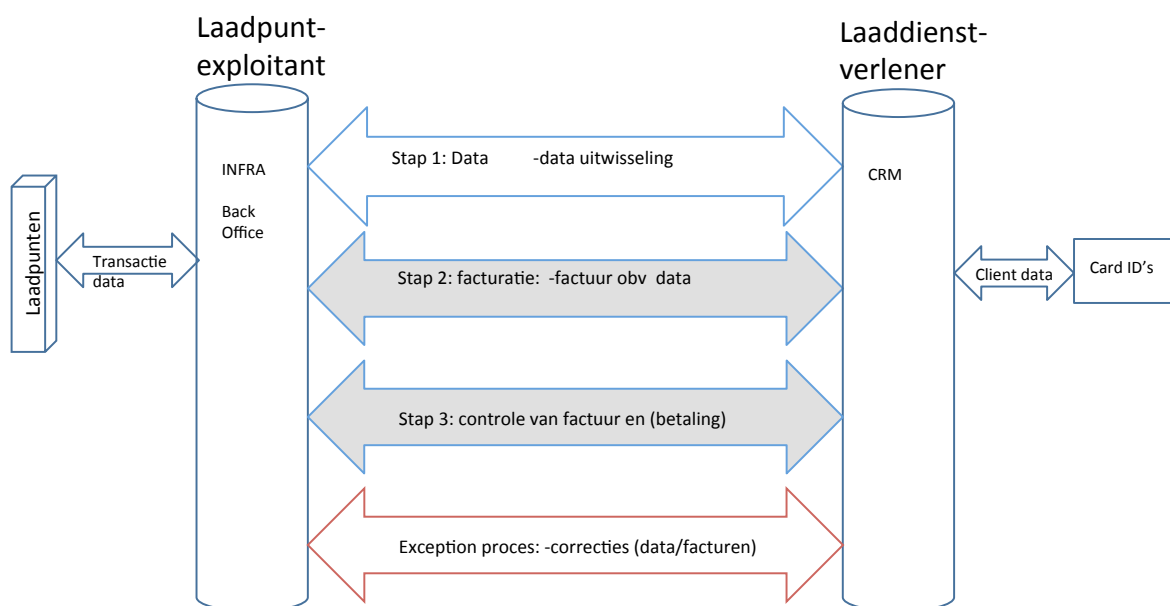 Laadpunt-
exploitant
Laaddienst-
verlener
Stap 1: Data -data uitwisseling
INFRA
CRM
Back
Office
Laadpunten
Transactie
data
Stap 2: facturatie: -factuur obv data
Client data
Card ID's
Stap 3: controle van factuur en (betaling)
Exception proces: -correcties (data/facturen)